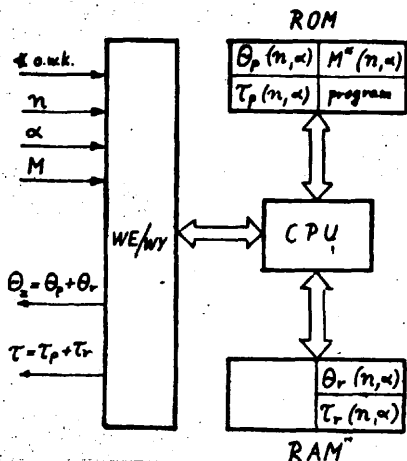 ROM
∢ o.w.k.
n
α
M
WE/WY
Θz = Θp + Θr
τ = τp + τr
Θp (n,α) M* (n,α)
τp (n,α) program
CPU
Θr (n,α)
τr (n,α)
RAM"